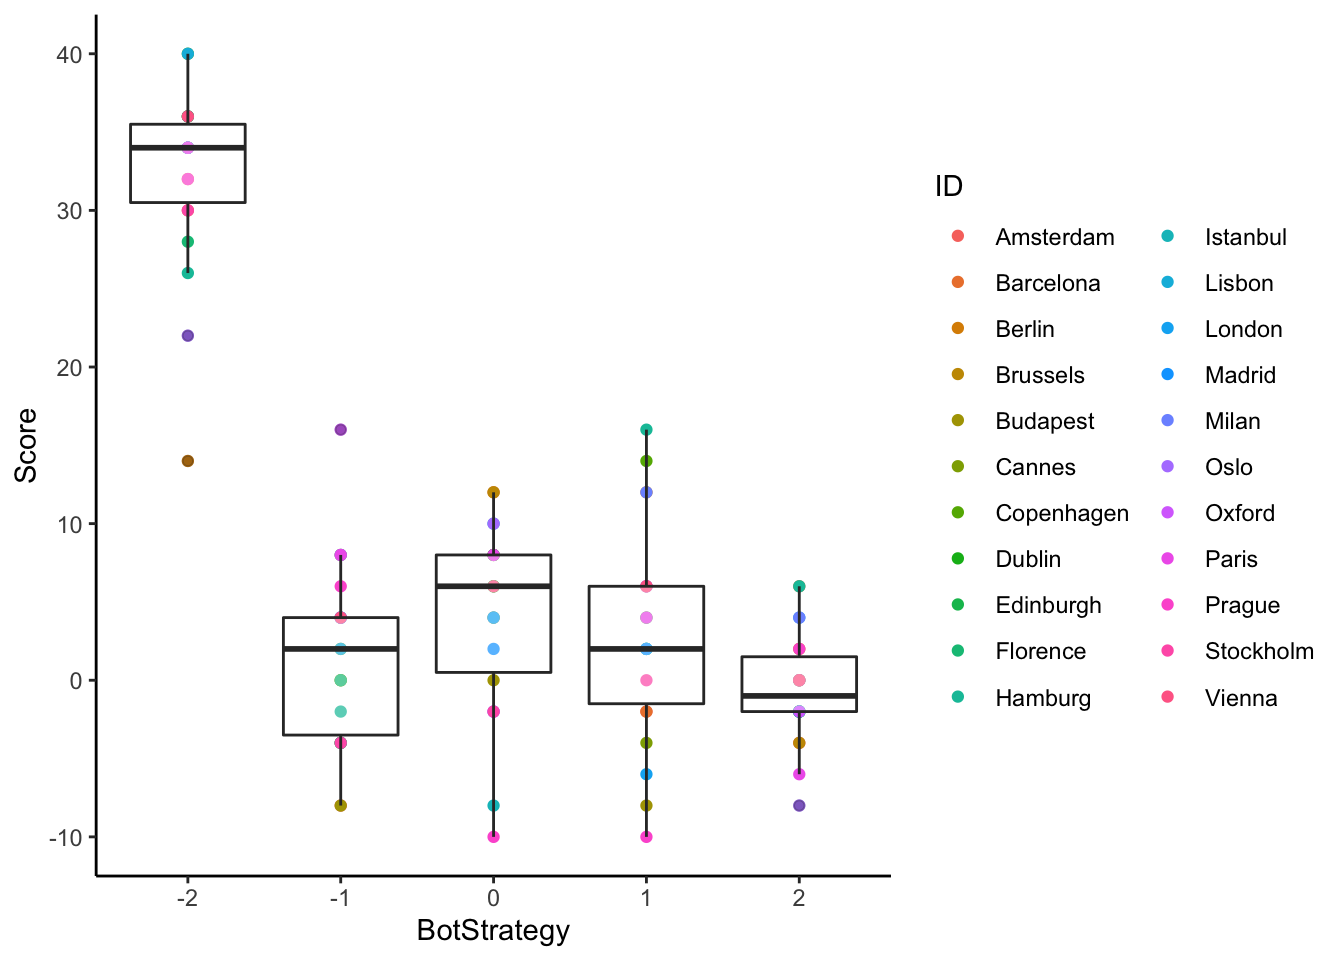 Score
40
30
20
10
0
-10
-2 -1 0 1 2
BotStrategy
ID
Amsterdam
Barcelona
Berlin
Brussels
Budapest
Cannes
Copenhagen
Dublin
Edinburgh
Florence
Hamburg
Istanbul
Lisbon
London
Madrid
Milan
Oslo
Oxford
Paris
Prague
Stockholm
Vienna